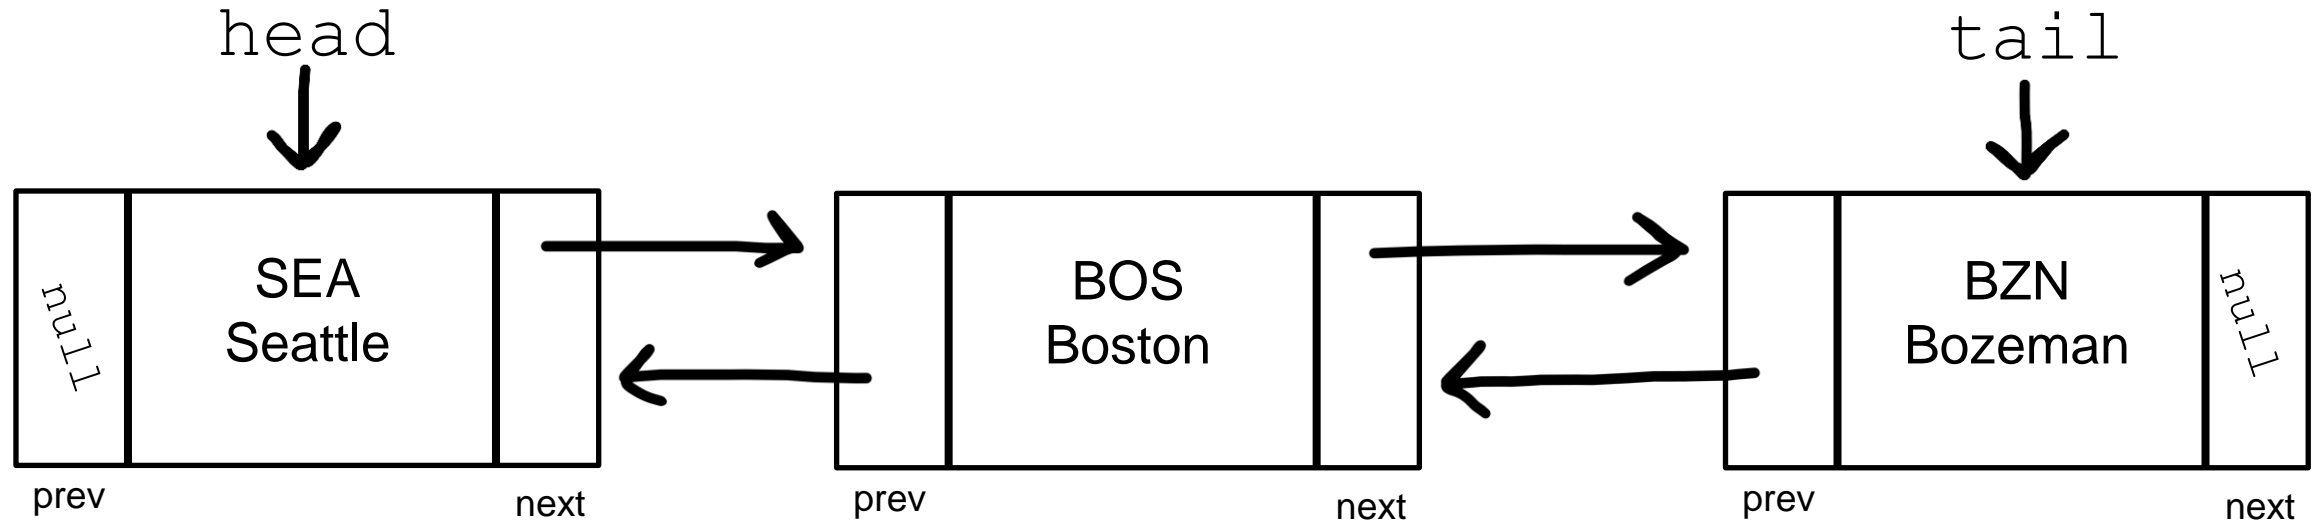 head
tail
null
SEA
Seattle
BOS
Boston
BZN
Bozeman
null
prev
next
prev
next
prev
next